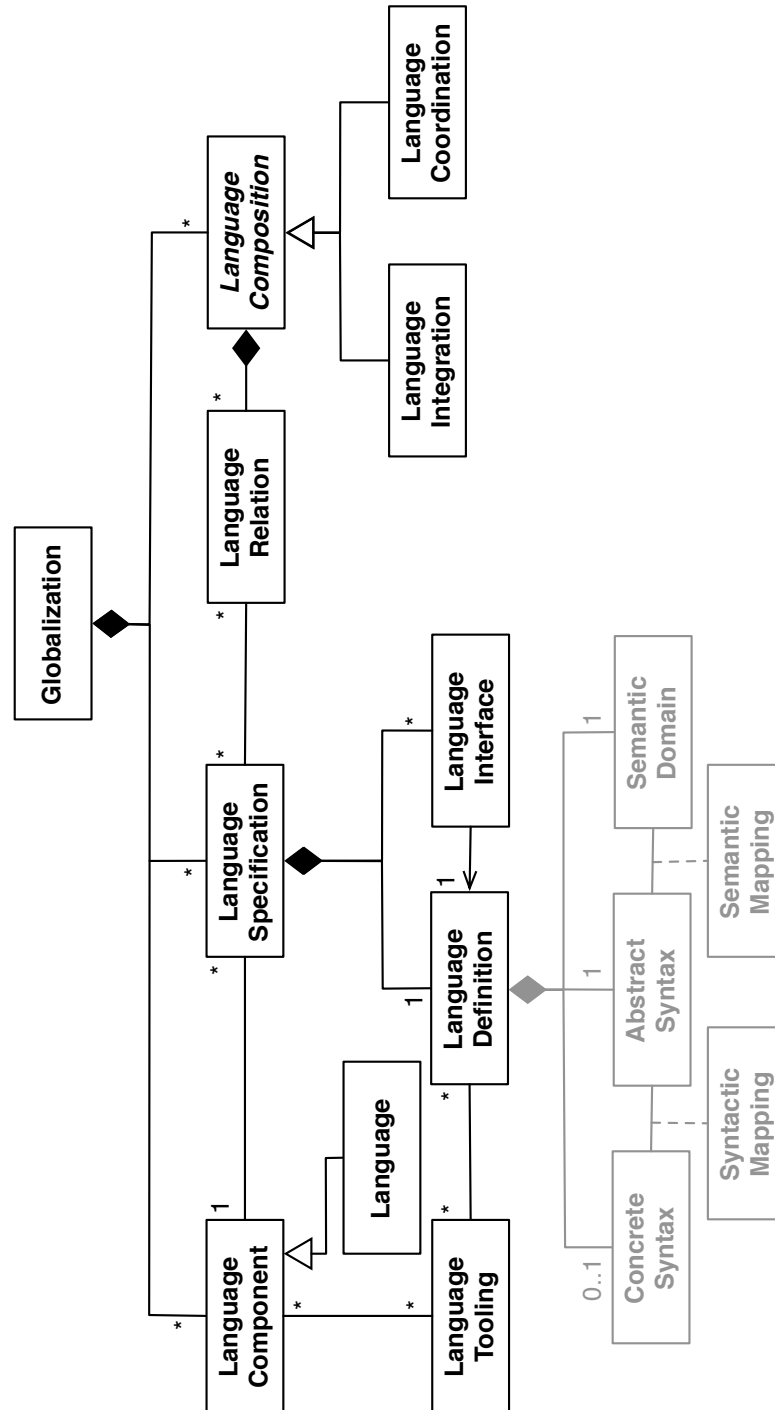 Globalization
*
*
*
Language
Component
1
*
Language
Specification
*
*
Language
Relation
*
Language
Composition
Language
*
*
*
*
Language
Tooling
1
Language
Definition
1
*
Language
Interface
Language
Integration
Language
Coordination
0..1
Concrete
Syntax
1
Abstract
Syntax
1
Semantic
Domain
Syntactic
Mapping
Semantic
Mapping